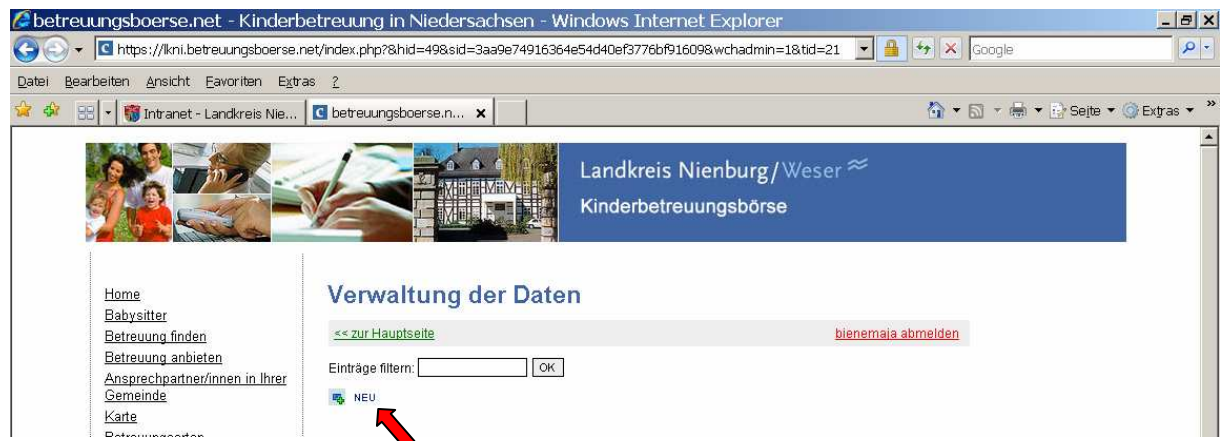 betreuungsboerse.net - Kinderbetreuung in Niedersachsen - Windows Internet Explorer
https://lkni.betreuungsboerse.net/index.php?&hid=49&sid=3aa9e74916364e54d40ef3776bf91609&wchadmin=1&tid=21
Google
Datei Bearbeiten Ansicht Favoriten Extras ?
Intranet - Landkreis Nie... betreuungsboerse.n... Seite Extras
Landkreis Nienburg/Weser
Kinderbetreuungsbörse
Verwaltung der Daten
<< zur Hauptseite bienemaja abmelden
Einträge filtern: OK
NEU
Home
Babysitter
Betreuung finden
Betreuung anbieten
Ansprechpartner/innen in Ihrer
Gemeinde
Karte